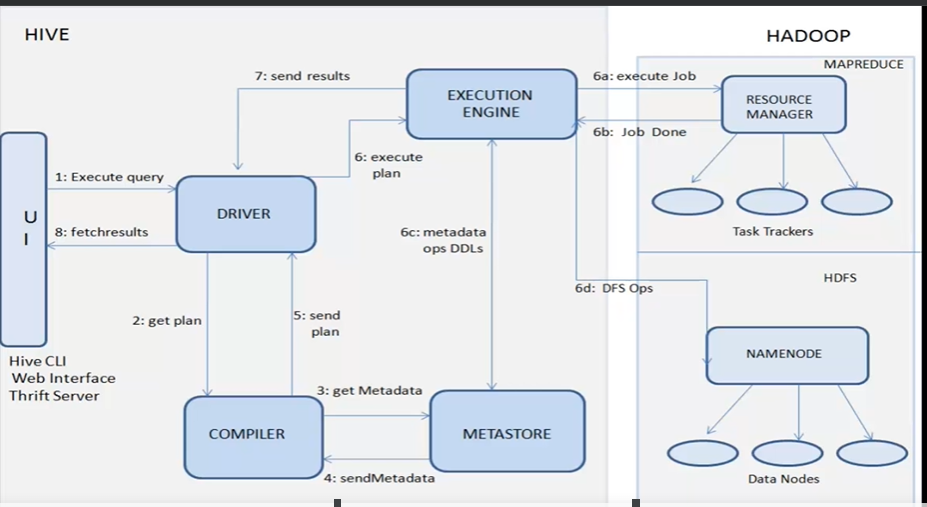 HIVE
HADOOP
MAPREDUCE
7: send results
EXECUTION
ENGINE
6a: execute Job
RESOURCE
MANAGER
6b: Job Done
6: execute
plan
1: Execute query
UI
DRIVER
8: fetchresults
6c: metadata
ops DDLs
Task Trackers
HDFS
6d: DFS Ops
2: get plan
5: send
plan
NAMENODE
Hive CLI
Web Interface
Thrift Server
3: get Metadata
COMPILER
METASTORE
4: sendMetadata
Data Nodes